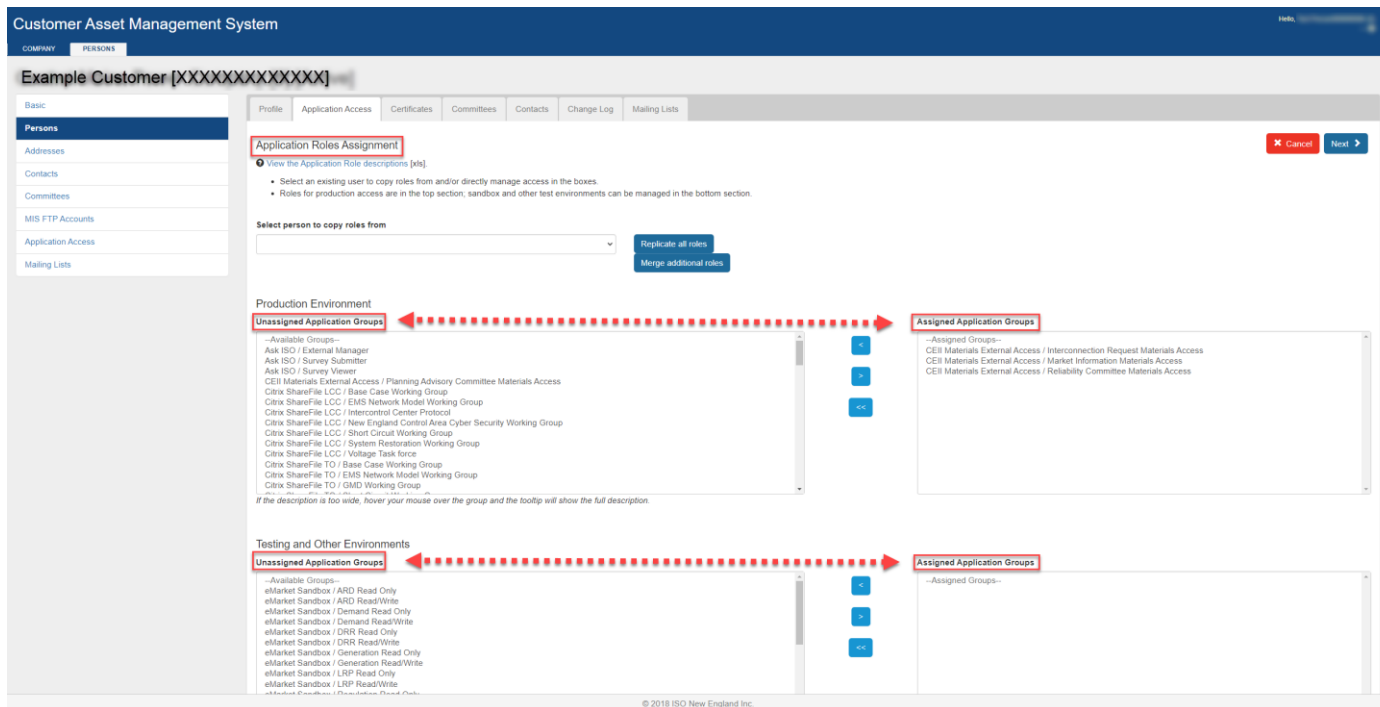 Customer Asset Management System
Hello,
COMPANY PERSONS
Example Customer [XXXXXXXXXXXXX]
Basic
Persons
Addresses
Contacts
Committees
MIS FTP Accounts
Application Access
Mailing Lists
Profile Application Access Certificates Committees Contacts Change Log Mailing Lists
Application Roles Assignment
✖ Cancel Next ❯
View the Application Role descriptions [xls].
• Select an existing user to copy roles from and/or directly manage access in the boxes.
• Roles for production access are in the top section; sandbox and other test environments can be managed in the bottom section.
Select person to copy roles from
Replicate all roles
Merge additional roles
Production Environment
Unassigned Application Groups
--Available Groups--
Ask ISO / External Manager
Ask ISO / Survey Submitter
Ask ISO / Survey Viewer
CEII Materials External Access / Planning Advisory Committee Materials Access
Citrix ShareFile LCC / Base Case Working Group
Citrix ShareFile LCC / EMS Network Model Working Group
Citrix ShareFile LCC / Intercontrol Center Protocol
Citrix ShareFile LCC / New England Control Area Cyber Security Working Group
Citrix ShareFile LCC / Short Circuit Working Group
Citrix ShareFile LCC / System Restoration Working Group
Citrix ShareFile LCC / Voltage Task force
Citrix ShareFile TO / Base Case Working Group
Citrix ShareFile TO / EMS Network Model Working Group
Citrix ShareFile TO / GMD Working Group
<
>
<<
Assigned Application Groups
--Assigned Groups--
CEII Materials External Access / Interconnection Request Materials Access
CEII Materials External Access / Market Information Materials Access
CEII Materials External Access / Reliability Committee Materials Access
If the description is too wide, hover your mouse over the group and the tooltip will show the full description.
Testing and Other Environments
Unassigned Application Groups
--Available Groups--
eMarket Sandbox / ARD Read Only
eMarket Sandbox / ARD Read/Write
eMarket Sandbox / Demand Read Only
eMarket Sandbox / Demand Read/Write
eMarket Sandbox / DRR Read Only
eMarket Sandbox / DRR Read/Write
eMarket Sandbox / Generation Read Only
eMarket Sandbox / Generation Read/Write
eMarket Sandbox / LRP Read Only
eMarket Sandbox / LRP Read/Write
eMarket Sandbox / Regulation Read Only
<
>
<<
Assigned Application Groups
--Assigned Groups--
© 2018 ISO New England Inc.